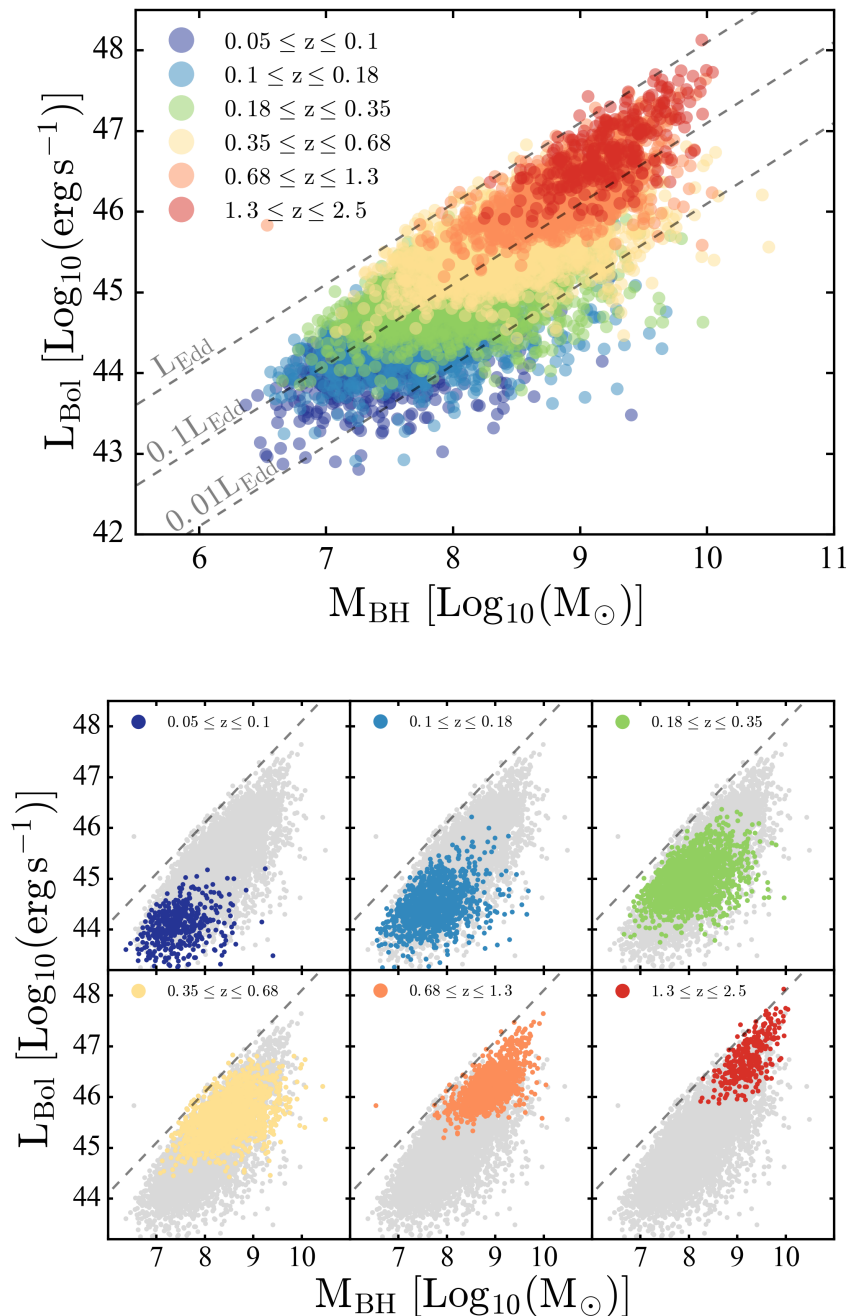 0.05 ≤ z ≤ 0.1
0.1 ≤ z ≤ 0.18
0.18 ≤ z ≤ 0.35
0.35 ≤ z ≤ 0.68
0.68 ≤ z ≤ 1.3
1.3 ≤ z ≤ 2.5
L_Edd
0.1L_Edd
0.01L_Edd
48
47
46
45
44
43
42
L_Bol [Log₁₀(erg s⁻¹)]
6 7 8 9 10 11
M_BH [Log₁₀(M_⊙)]
0.05 ≤ z ≤ 0.1
0.1 ≤ z ≤ 0.18
0.18 ≤ z ≤ 0.35
48
47
46
45
44
0.35 ≤ z ≤ 0.68
0.68 ≤ z ≤ 1.3
1.3 ≤ z ≤ 2.5
48
47
46
45
44
L_Bol [Log₁₀(erg s⁻¹)]
7 8 9 10 7 8 9 10 7 8 9 10
M_BH [Log₁₀(M_⊙)]